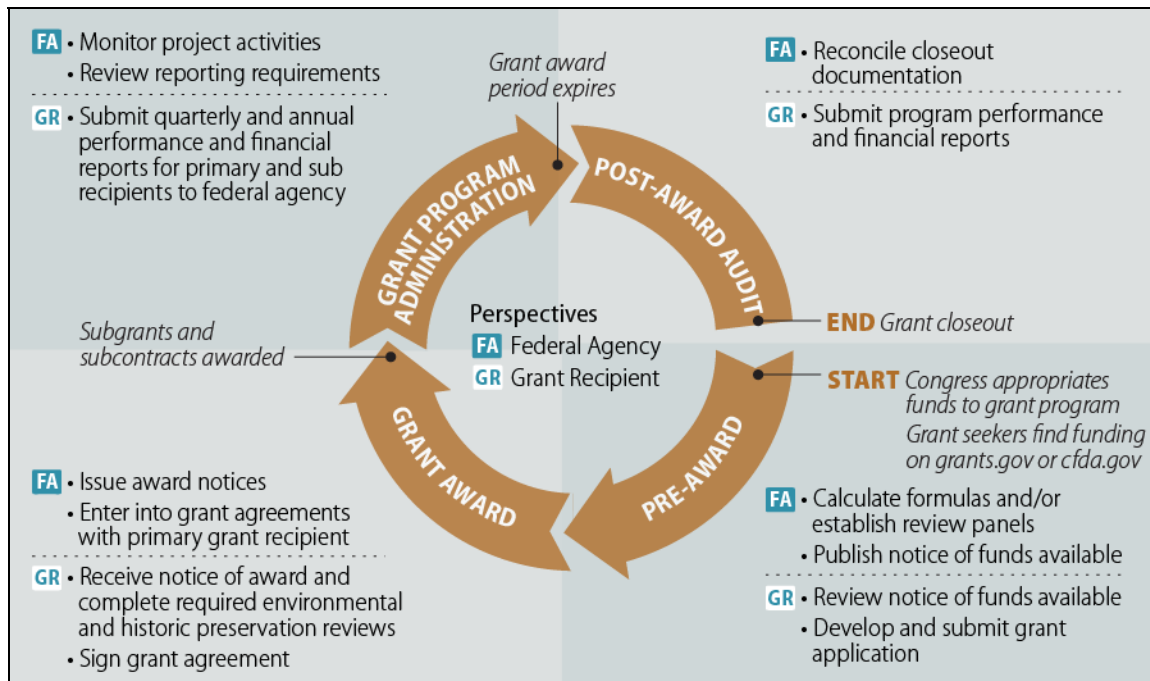 FA • Monitor project activities
• Review reporting requirements
GR • Submit quarterly and annual
performance and financial
reports for primary and sub
recipients to federal agency
Grant award
period expires
FA • Reconcile closeout
documentation
GR • Submit program performance
and financial reports
GRANT PROGRAM
ADMINISTRATION
POST-AWARD AUDIT
Subgrants and
subcontracts awarded
Perspectives
FA Federal Agency
GR Grant Recipient
END Grant closeout
START Congress appropriates
funds to grant program
Grant seekers find funding
on grants.gov or cfda.gov
GRANT AWARD
PRE-AWARD
FA • Issue award notices
• Enter into grant agreements
with primary grant recipient
GR • Receive notice of award and
complete required environmental
and historic preservation reviews
• Sign grant agreement
FA • Calculate formulas and/or
establish review panels
• Publish notice of funds available
GR • Review notice of funds available
• Develop and submit grant
application